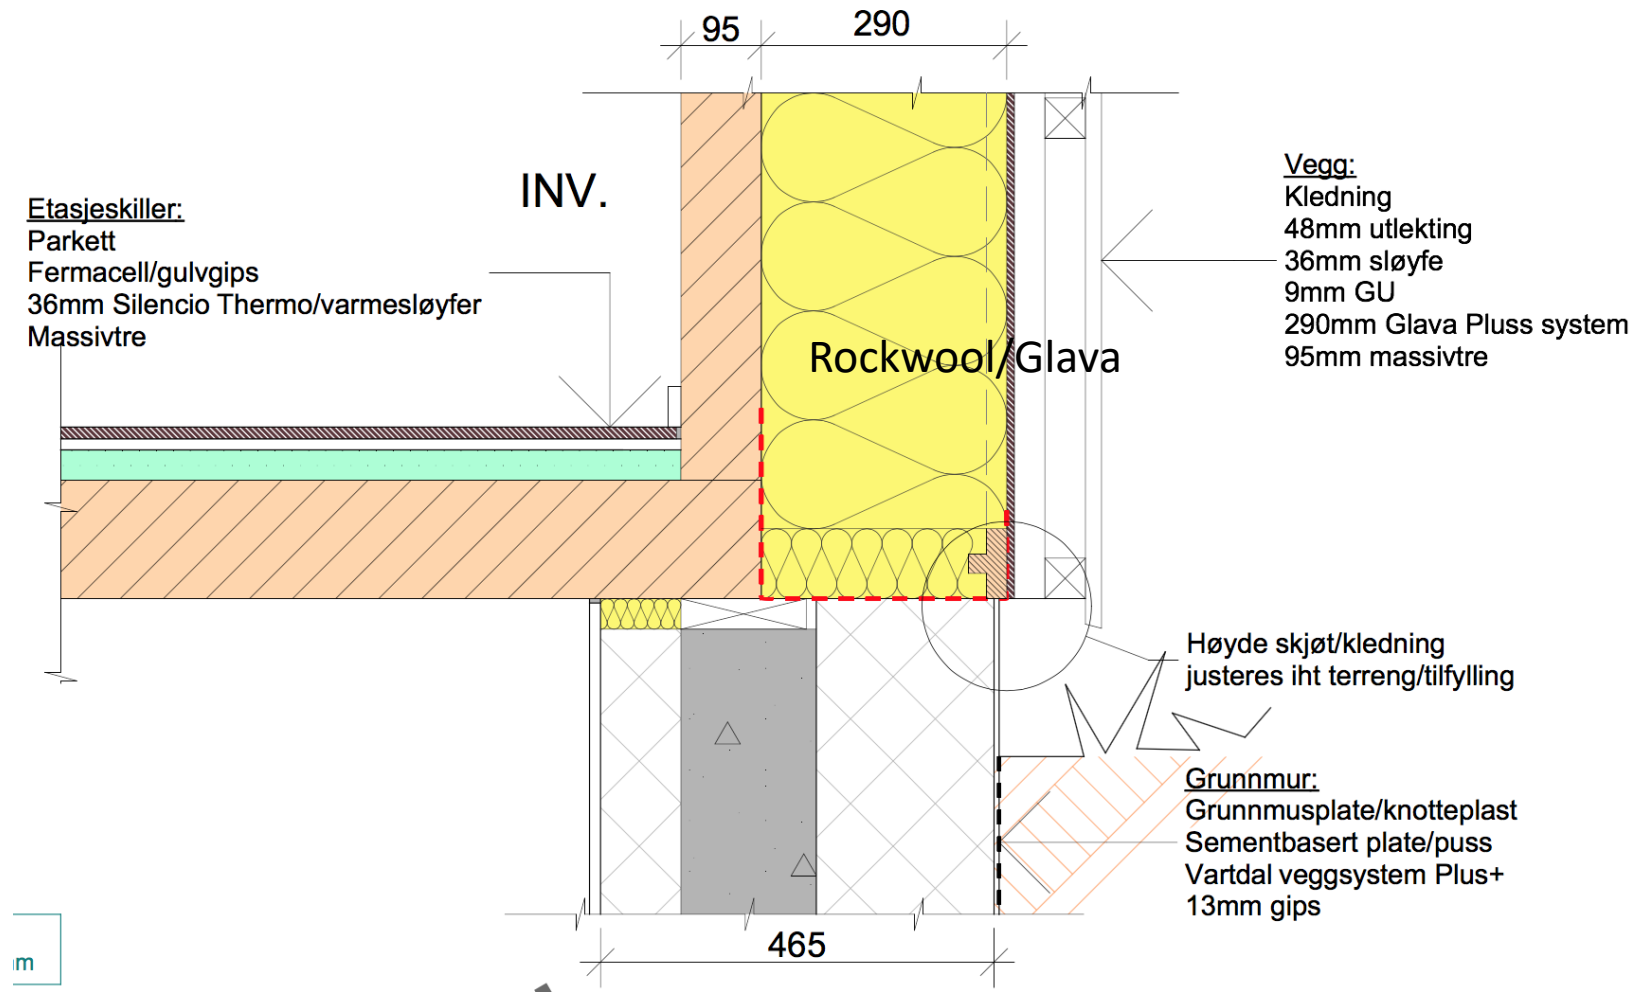 95
290
INV.
Etasjeskiller:
Parkett
Fermacell/gulvgips
36mm Silencio Thermo/varmesløyfer
Massivtre
Vegg:
Kledning
48mm utlekting
36mm sløyfe
9mm GU
290mm Glava Pluss system
95mm massivtre
Rockwool/Glava
Høyde skjøt/kledning
justeres iht terreng/tilfylling
Grunnmur:
Grunnmusplate/knotteplast
Sementbasert plate/puss
Vartdal veggsystem Plus+
13mm gips
465